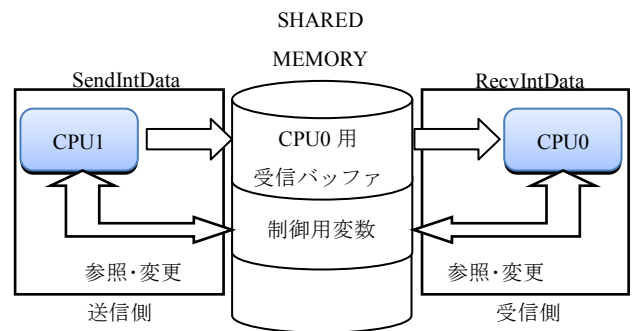 SHARED
MEMORY
SendIntData
RecvIntData
CPU1
CPU0 用
受信バッファ
CPU0
制御用変数
参照・変更
参照・変更
送信側
受信側